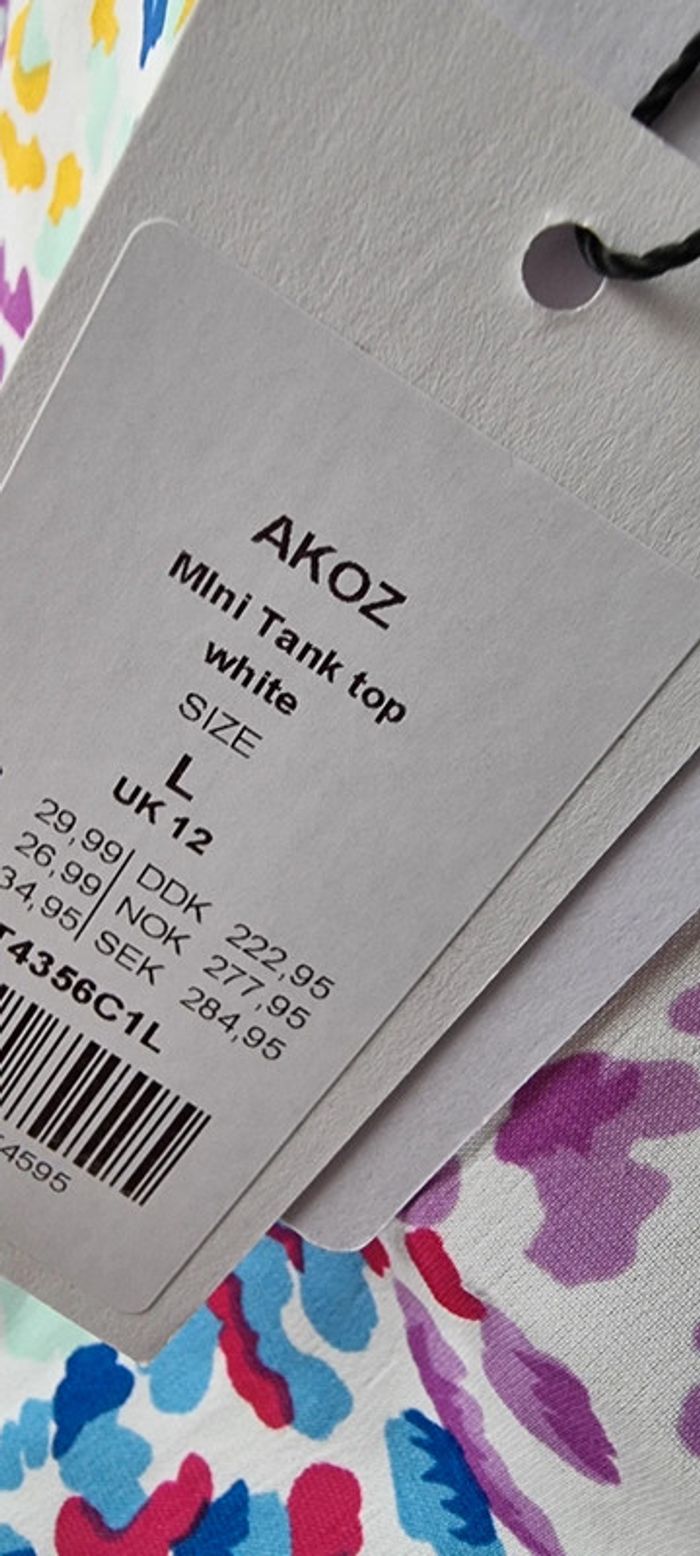 AKOZ
MIni Tank top
white
SIZE
L
UK 12
29,99 | DDK 222,95
26,99 | NOK 277,95
34,95 | SEK 284,95
T4356C1L
4595